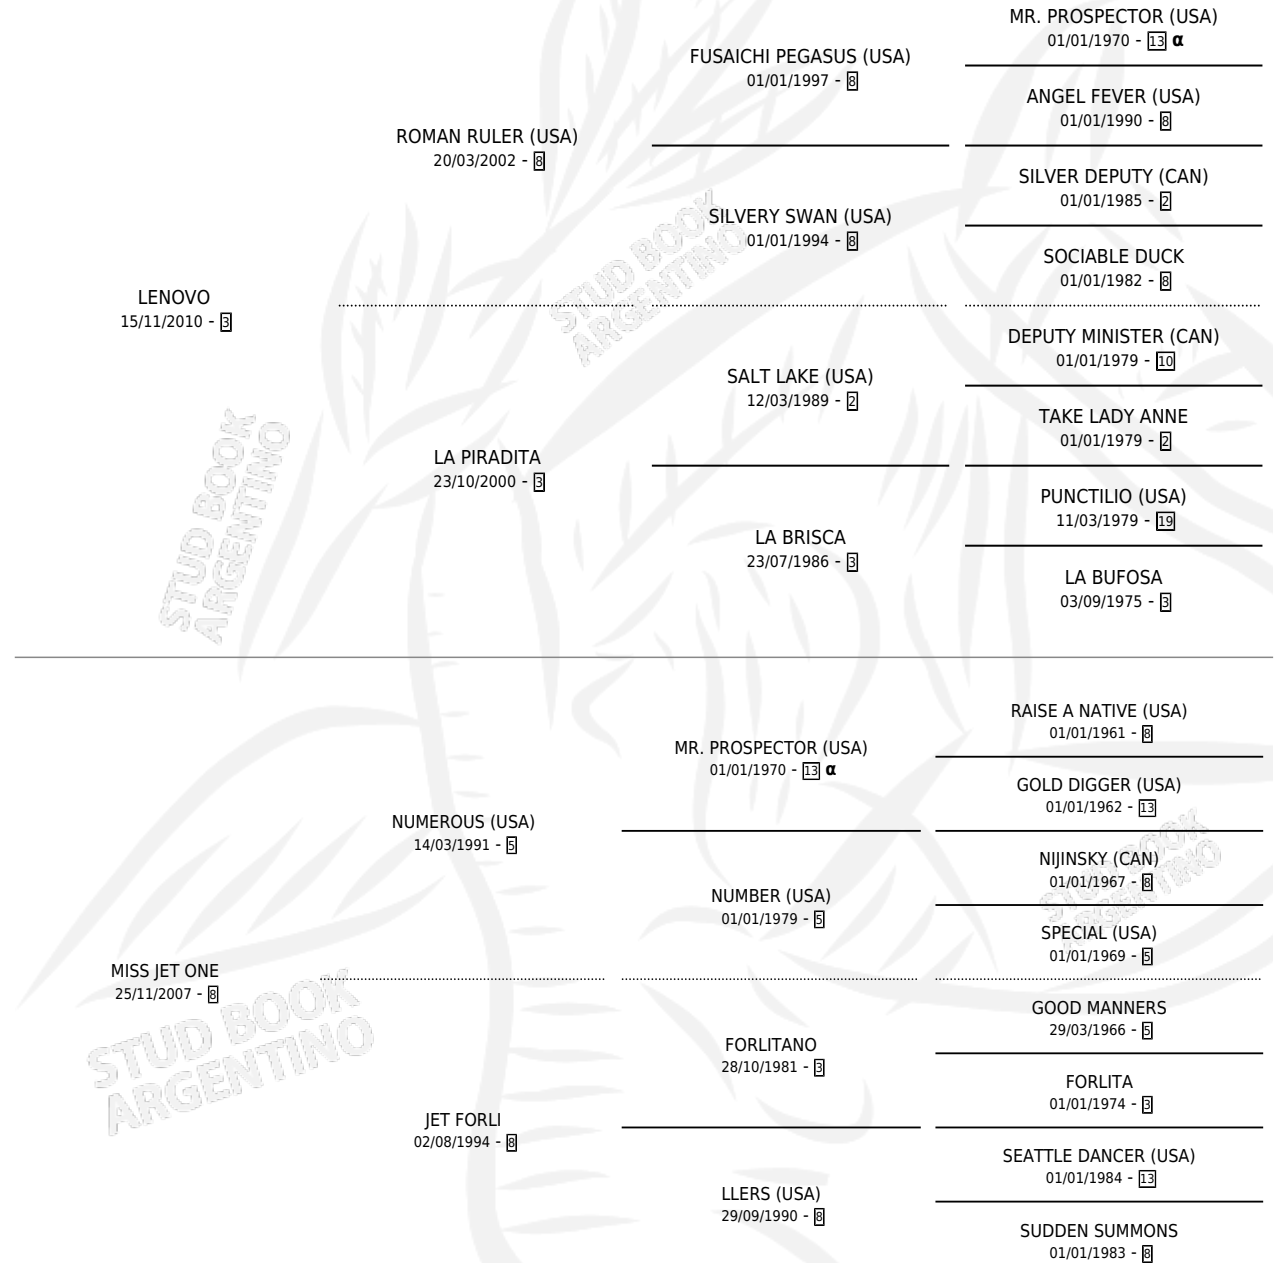 MR. PROSPECTOR (USA)
01/01/1970 - 13 α
FUSAICHI PEGASUS (USA)
01/01/1997 - 8
ANGEL FEVER (USA)
01/01/1990 - 8
ROMAN RULER (USA)
20/03/2002 - 8
SILVER DEPUTY (CAN)
01/01/1985 - 2
SILVERY SWAN (USA)
01/01/1994 - 8
SOCIABLE DUCK
01/01/1982 - 8
LENOVO
15/11/2010 - 3
DEPUTY MINISTER (CAN)
01/01/1979 - 10
SALT LAKE (USA)
12/03/1989 - 2
TAKE LADY ANNE
01/01/1979 - 2
LA PIRADITA
23/10/2000 - 3
PUNCTILIO (USA)
11/03/1979 - 19
LA BRISCA
23/07/1986 - 3
LA BUFOSA
03/09/1975 - 3
RAISE A NATIVE (USA)
01/01/1961 - 8
MR. PROSPECTOR (USA)
01/01/1970 - 13 α
GOLD DIGGER (USA)
01/01/1962 - 13
NUMEROUS (USA)
14/03/1991 - 5
NIJINSKY (CAN)
01/01/1967 - 8
NUMBER (USA)
01/01/1979 - 5
SPECIAL (USA)
01/01/1969 - 5
MISS JET ONE
25/11/2007 - 8
GOOD MANNERS
29/03/1966 - 5
FORLITANO
28/10/1981 - 3
FORLITA
01/01/1974 - 3
JET FORLI
02/08/1994 - 8
SEATTLE DANCER (USA)
01/01/1984 - 13
LLERS (USA)
29/09/1990 - 8
SUDDEN SUMMONS
01/01/1983 - 8
STUD BOOK
ARGENTINO
STUD BOOK
ARGENTINO
STUD BOOK
ARGENTINO
STUD BOOK
ARGENTINO